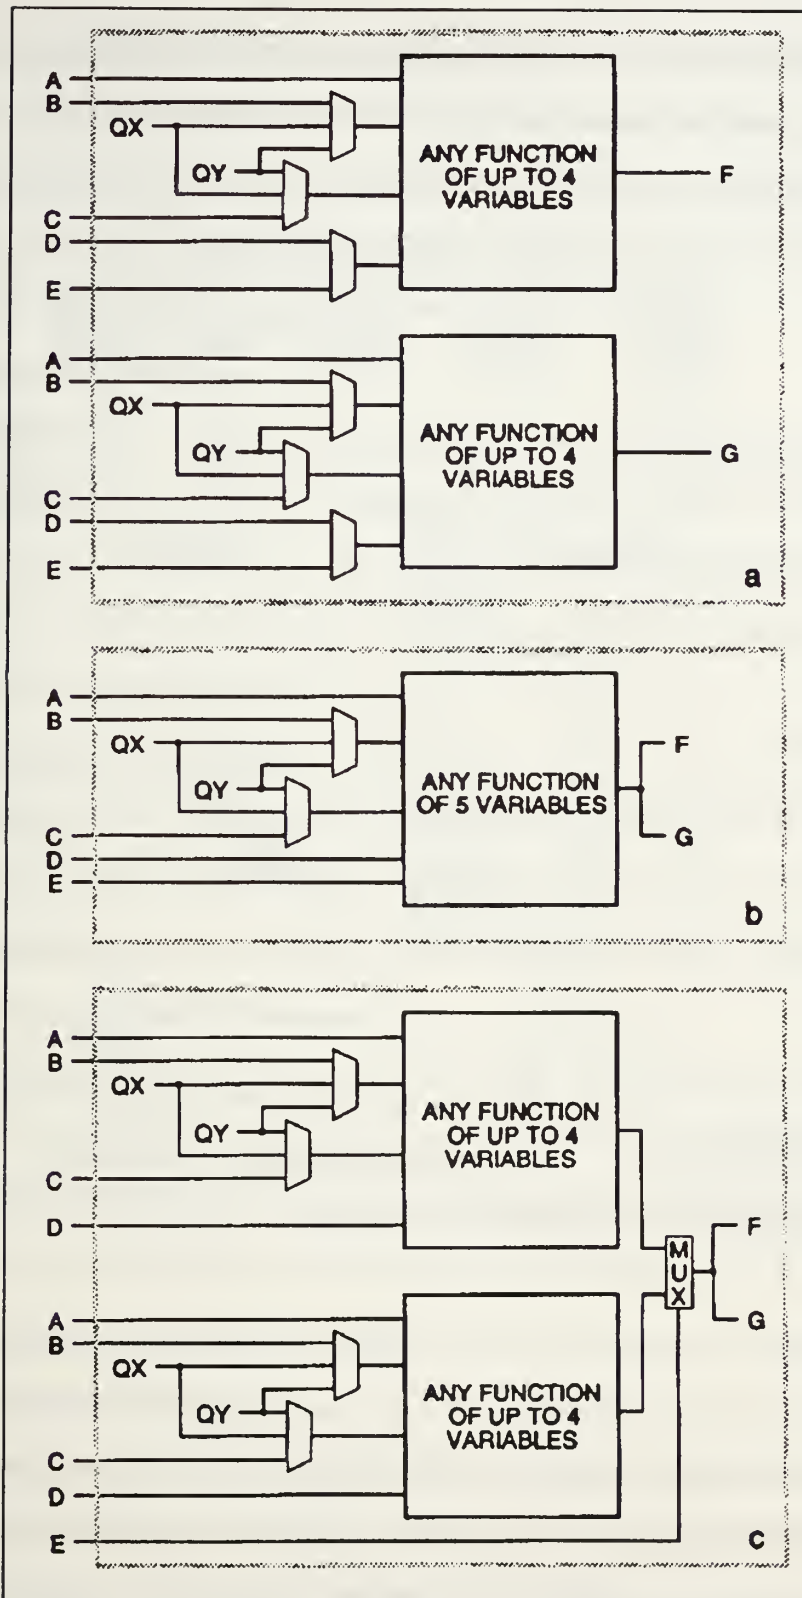 A
B
QX
QY
C
D
E
ANY FUNCTION
OF UP TO 4
VARIABLES
F
A
B
QX
QY
C
D
E
ANY FUNCTION
OF UP TO 4
VARIABLES
G
a
A
B
QX
QY
C
D
E
ANY FUNCTION
OF 5 VARIABLES
F
G
b
A
B
QX
QY
C
D
ANY FUNCTION
OF UP TO 4
VARIABLES
MUX
F
G
A
B
QX
QY
C
D
E
ANY FUNCTION
OF UP TO 4
VARIABLES
c